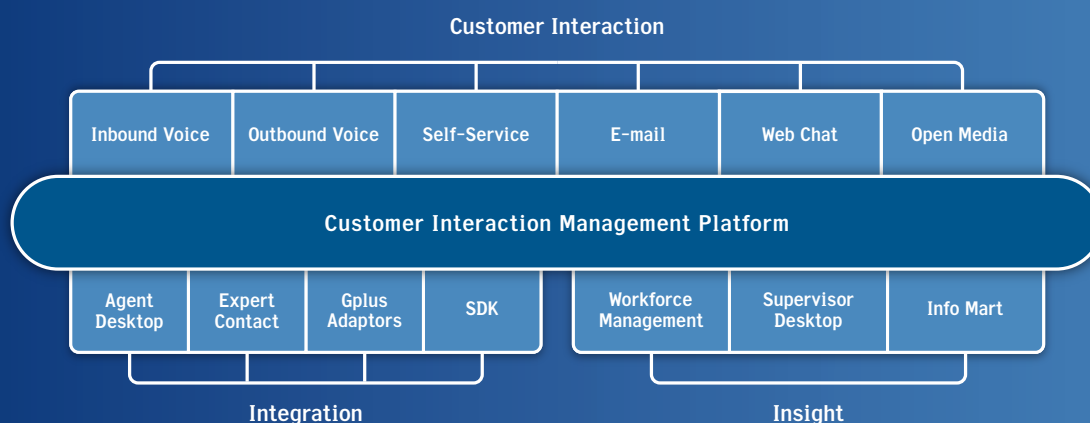 Customer Interaction
Inbound Voice
Outbound Voice
Self-Service
E-mail
Web Chat
Open Media
Customer Interaction Management Platform
Agent
Desktop
Expert
Contact
Gplus
Adaptors
SDK
Workforce
Management
Supervisor
Desktop
Info Mart
Integration
Insight